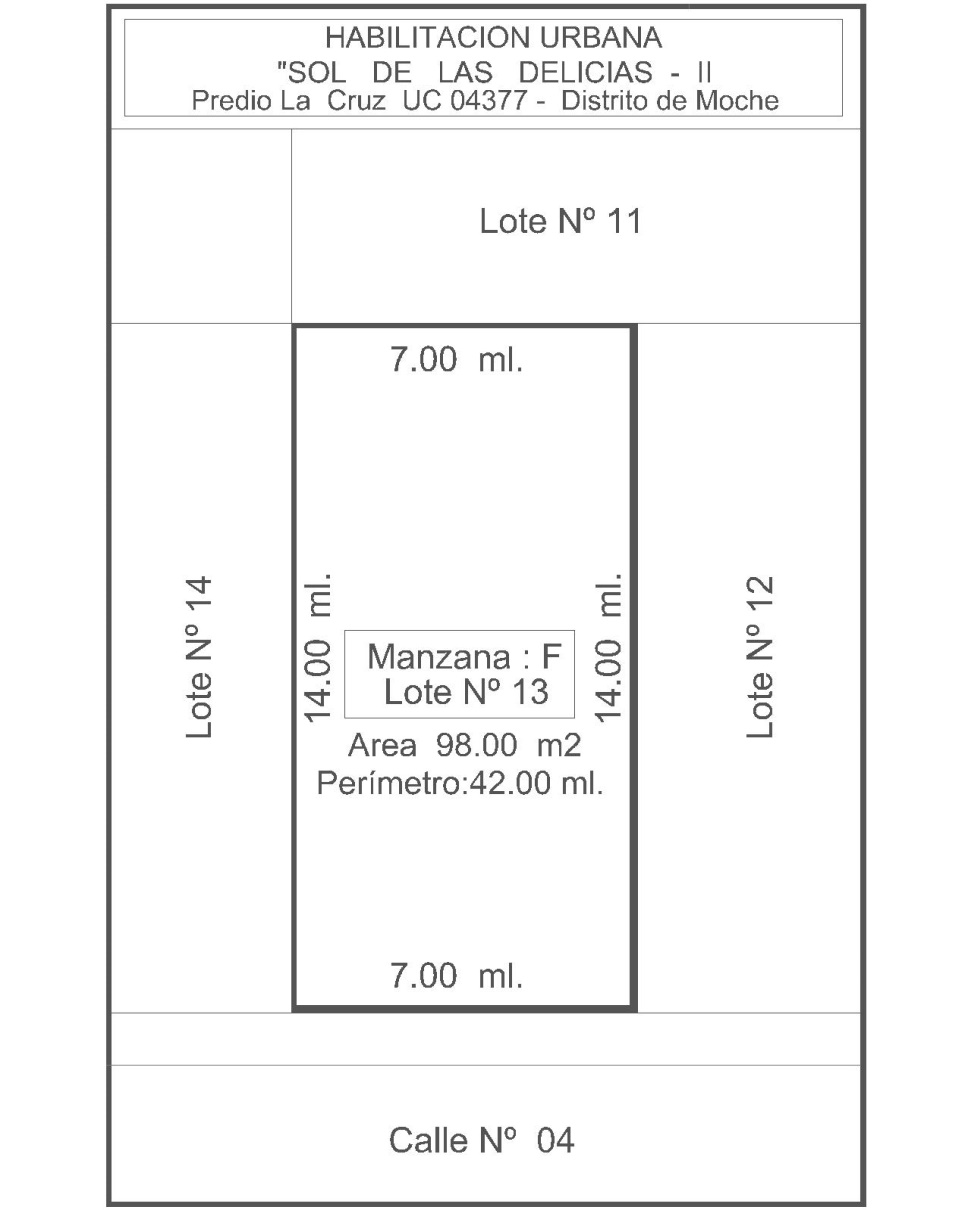 HABILITACION URBANA
"SOL DE LAS DELICIAS - II
Predio La Cruz UC 04377 - Distrito de Moche
Lote Nº 11
7.00 ml.
Lote Nº 14
14.00 ml.
Manzana : F
Lote Nº 13
14.00 ml.
Lote Nº 12
Area 98.00 m2
Perímetro:42.00 ml.
7.00 ml.
Calle Nº 04